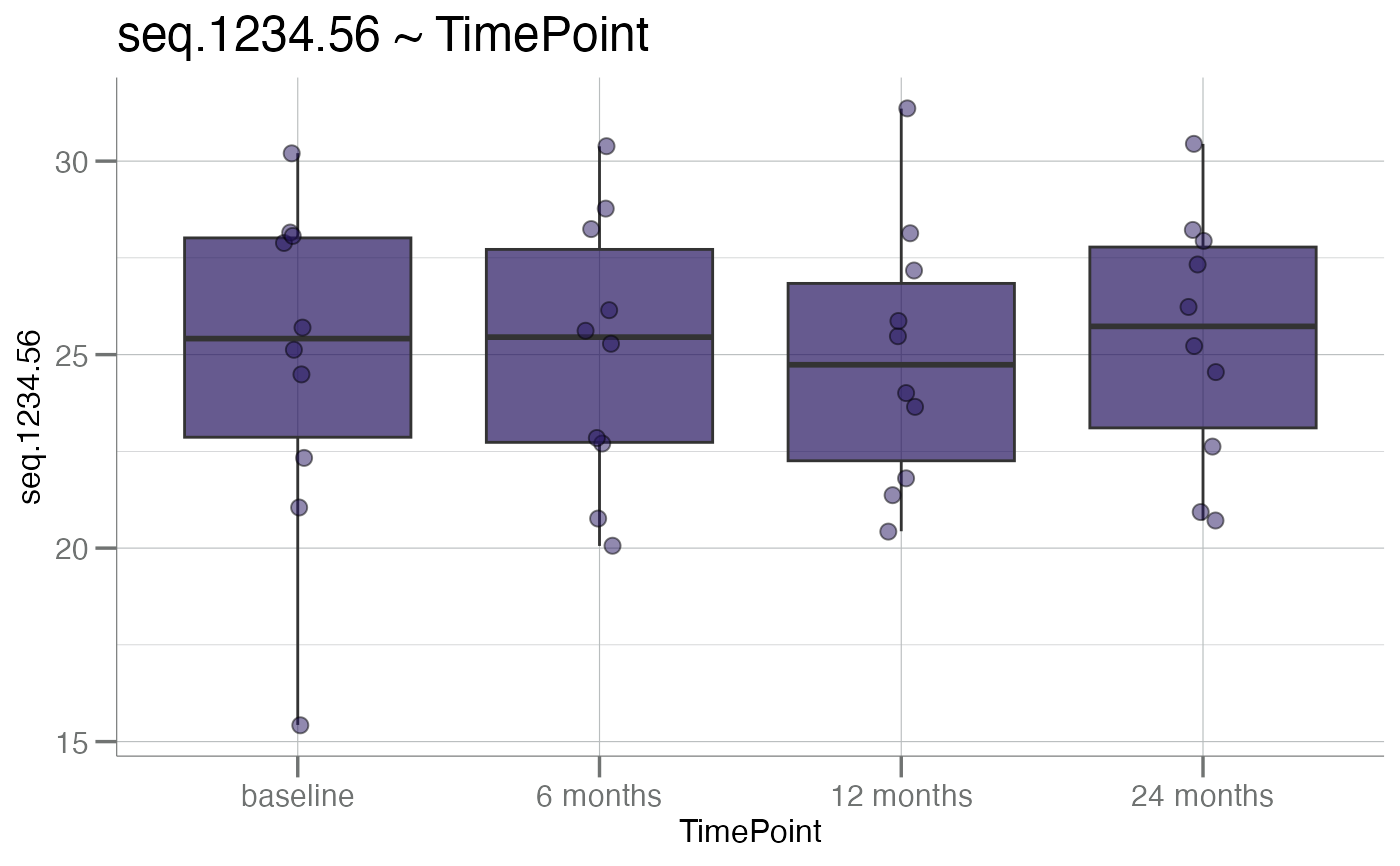 seq.1234.56 ~ TimePoint
seq.1234.56
30
25
20
15
baseline 6 months 12 months 24 months
TimePoint